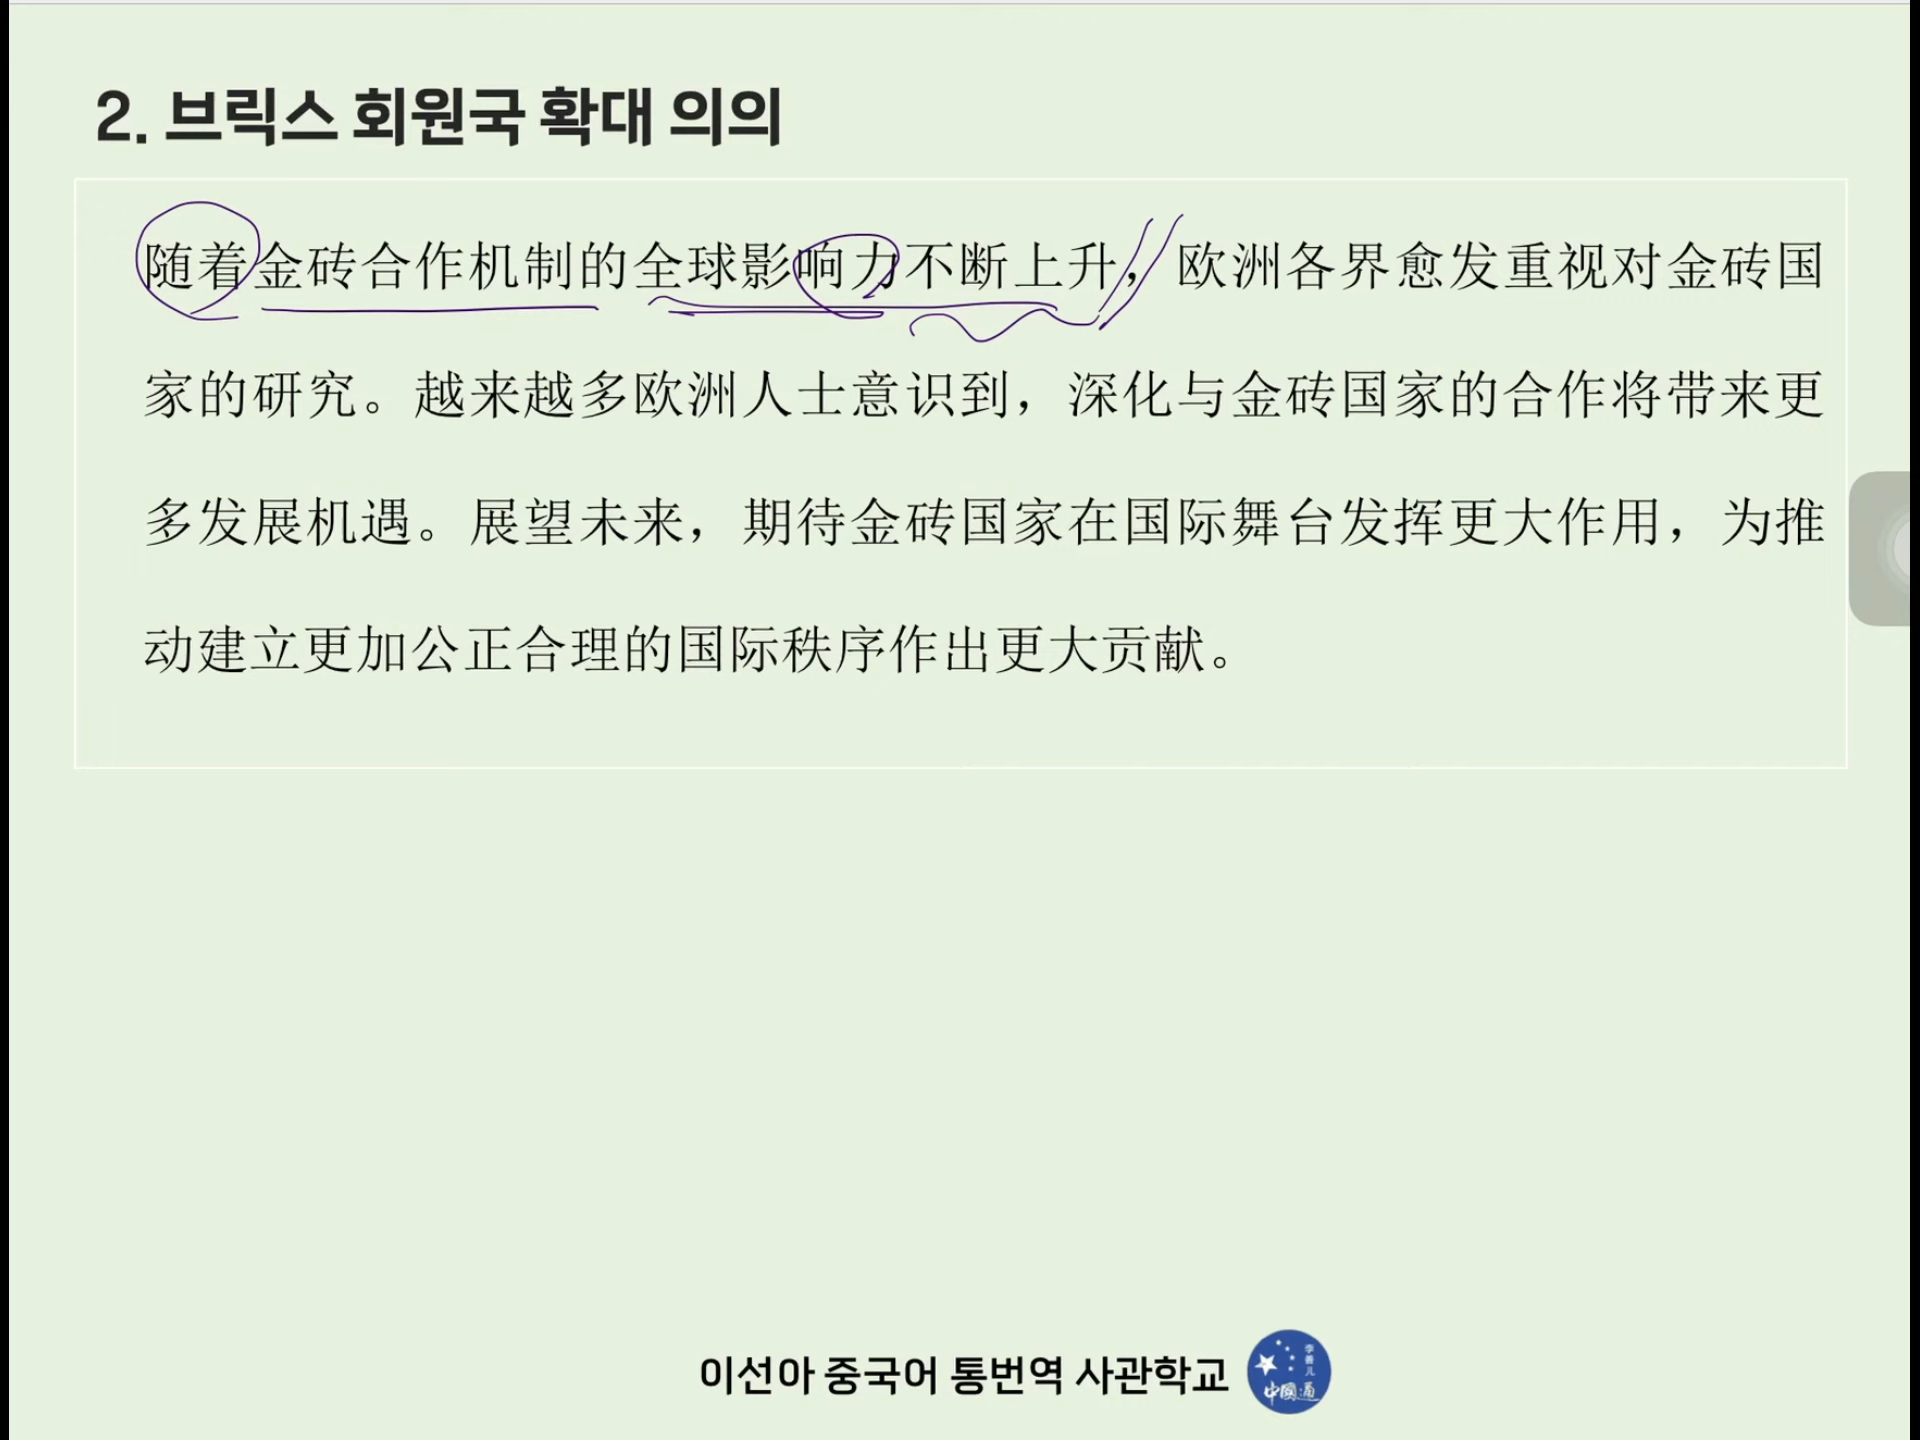 2. 브릭스 회원국 확대 의의
随着金砖合作机制的全球影响力不断上升，欧洲各界愈发重视对金砖国
家的研究。越来越多欧洲人士意识到，深化与金砖国家的合作将带来更
多发展机遇。展望未来，期待金砖国家在国际舞台发挥更大作用，为推
动建立更加公正合理的国际秩序作出更大贡献。
이선아 중국어 통번역 사관학교
李善儿
中國通